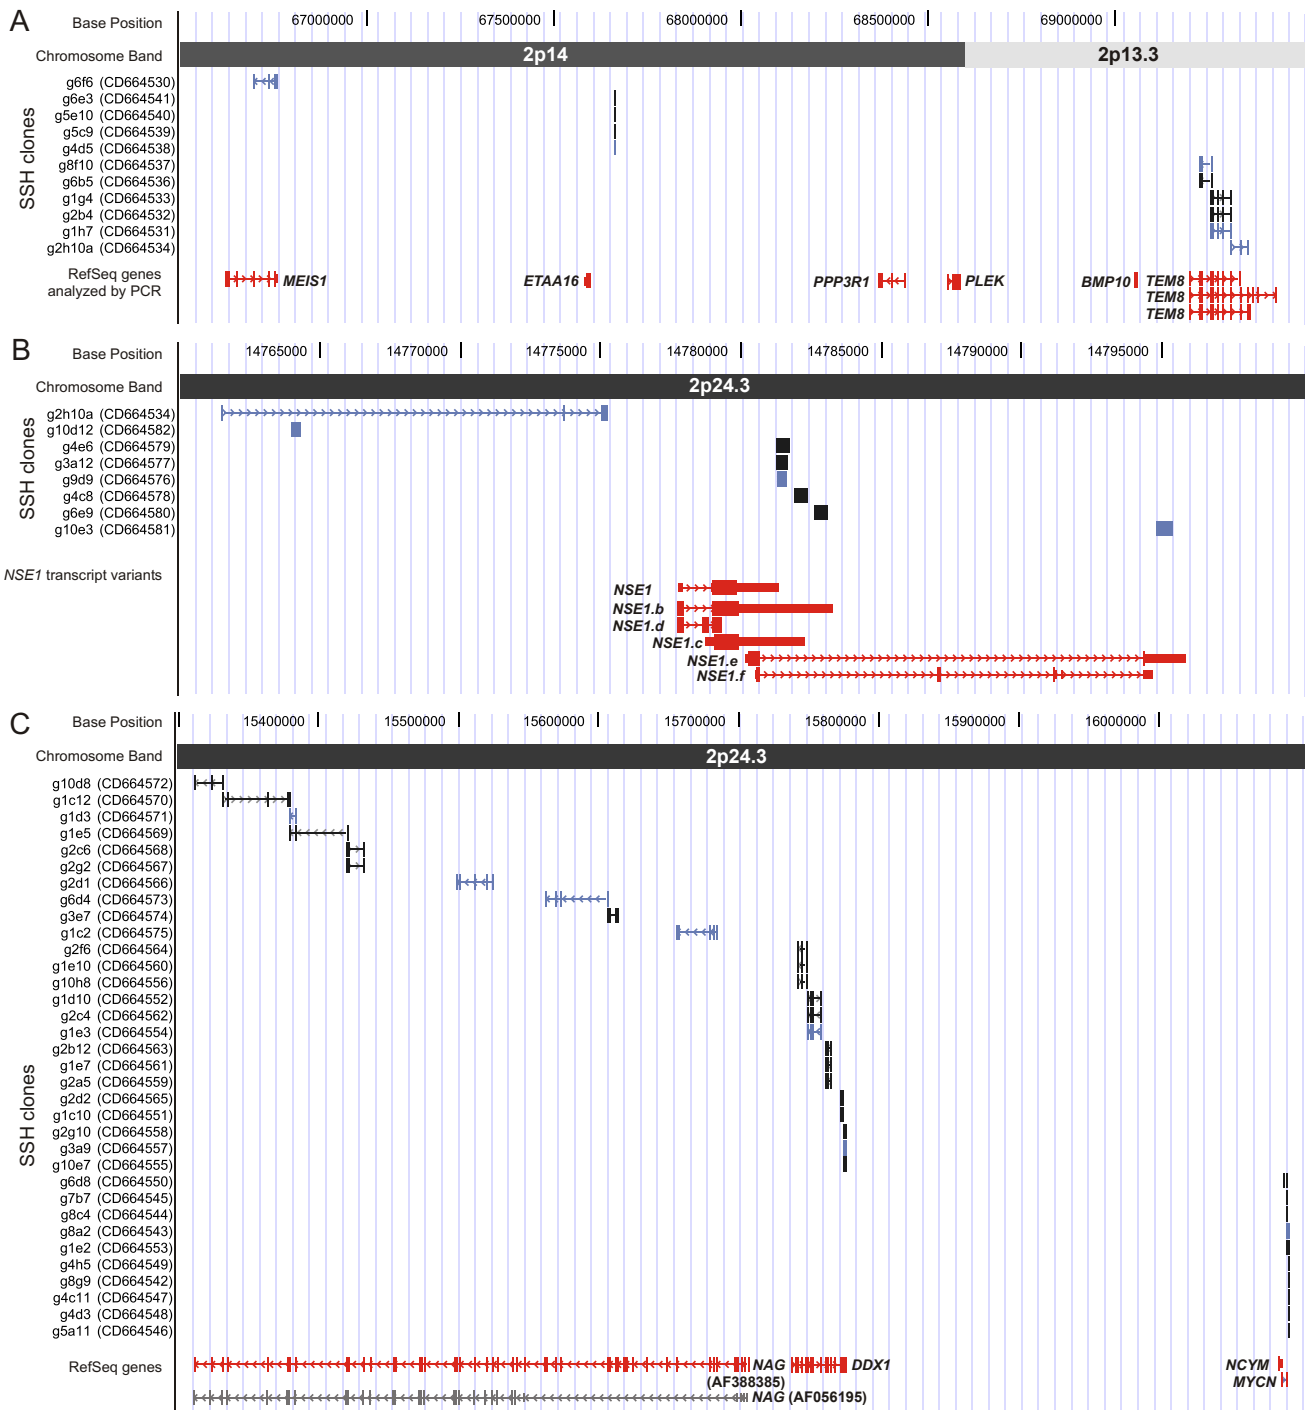 A
Base Position 67000000 67500000 68000000 68500000 69000000
Chromosome Band 2p14 2p13.3
SSH clones
g6f6 (CD664530)
g6e3 (CD664541)
g5e10 (CD664540)
g5c9 (CD664539)
g4d5 (CD664538)
g8f10 (CD664537)
g6b5 (CD664536)
g1g4 (CD664533)
g2b4 (CD664532)
g1h7 (CD664531)
g2h10a (CD664534)
RefSeq genes
analyzed by PCR
MEIS1 ETAA16 PPP3R1 PLEK BMP10 TEM8
TEM8
TEM8
B
Base Position 14765000 14770000 14775000 14780000 14785000 14790000 14795000
Chromosome Band 2p24.3
SSH clones
g2h10a (CD664534)
g10d12 (CD664582)
g4e6 (CD664579)
g3a12 (CD664577)
g9d9 (CD664576)
g4c8 (CD664578)
g6e9 (CD664580)
g10e3 (CD664581)
NSE1 transcript variants
NSE1
NSE1.b
NSE1.d
NSE1.c
NSE1.e
NSE1.f
C
Base Position 15400000 15500000 15600000 15700000 15800000 15900000 16000000
Chromosome Band 2p24.3
SSH clones
g10d8 (CD664572)
g1c12 (CD664570)
g1d3 (CD664571)
g1e5 (CD664569)
g2c6 (CD664568)
g2g2 (CD664567)
g2d1 (CD664566)
g6d4 (CD664573)
g3e7 (CD664574)
g1c2 (CD664575)
g2f6 (CD664564)
g1e10 (CD664560)
g10h8 (CD664556)
g1d10 (CD664552)
g2c4 (CD664562)
g1e3 (CD664554)
g2b12 (CD664563)
g1e7 (CD664561)
g2a5 (CD664559)
g2d2 (CD664565)
g1c10 (CD664551)
g2g10 (CD664558)
g3a9 (CD664557)
g10e7 (CD664555)
g6d8 (CD664550)
g7b7 (CD664545)
g8c4 (CD664544)
g8a2 (CD664543)
g1e2 (CD664553)
g4h5 (CD664549)
g8g9 (CD664542)
g4c11 (CD664547)
g4d3 (CD664548)
g5a11 (CD664546)
RefSeq genes
NAG DDX1 NCYM
(AF388385) MYCN
NAG (AF056195)